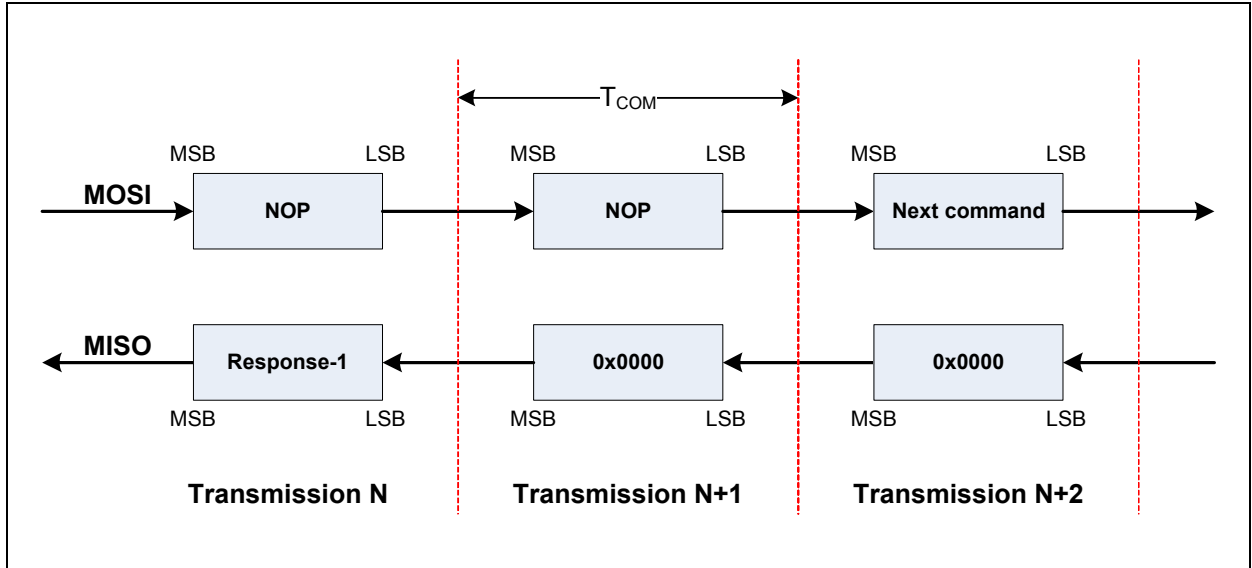 TCOM
MSB LSB MSB LSB MSB LSB
MOSI NOP NOP Next command
MISO Response-1 0x0000 0x0000
MSB LSB MSB LSB MSB LSB
Transmission N Transmission N+1 Transmission N+2